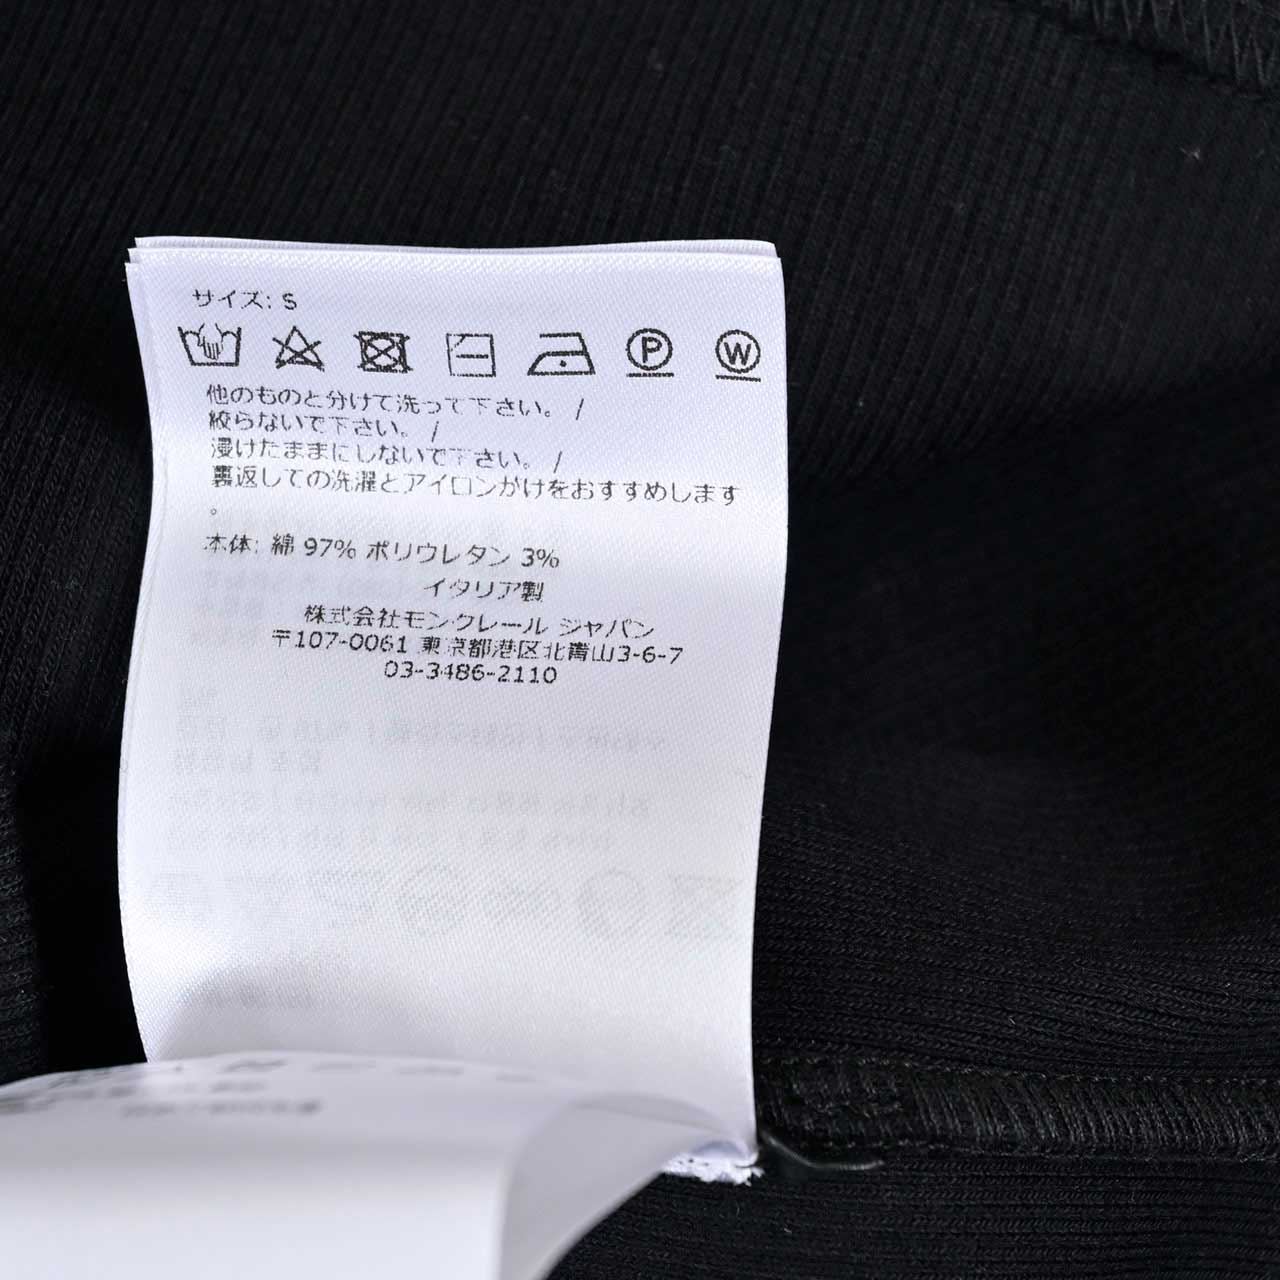 サイズ: S
P W
他のものと分けて洗って下さい。 /
絞らないで下さい。 /
浸けたままにしないで下さい。 /
裏返しての洗濯とアイロンがけをおすすめします
。
本体: 綿 97% ポリウレタン 3%
イタリア製
株式会社モンクレール ジャパン
〒107-0061 東京都港区北青山3-6-7
03-3486-2110